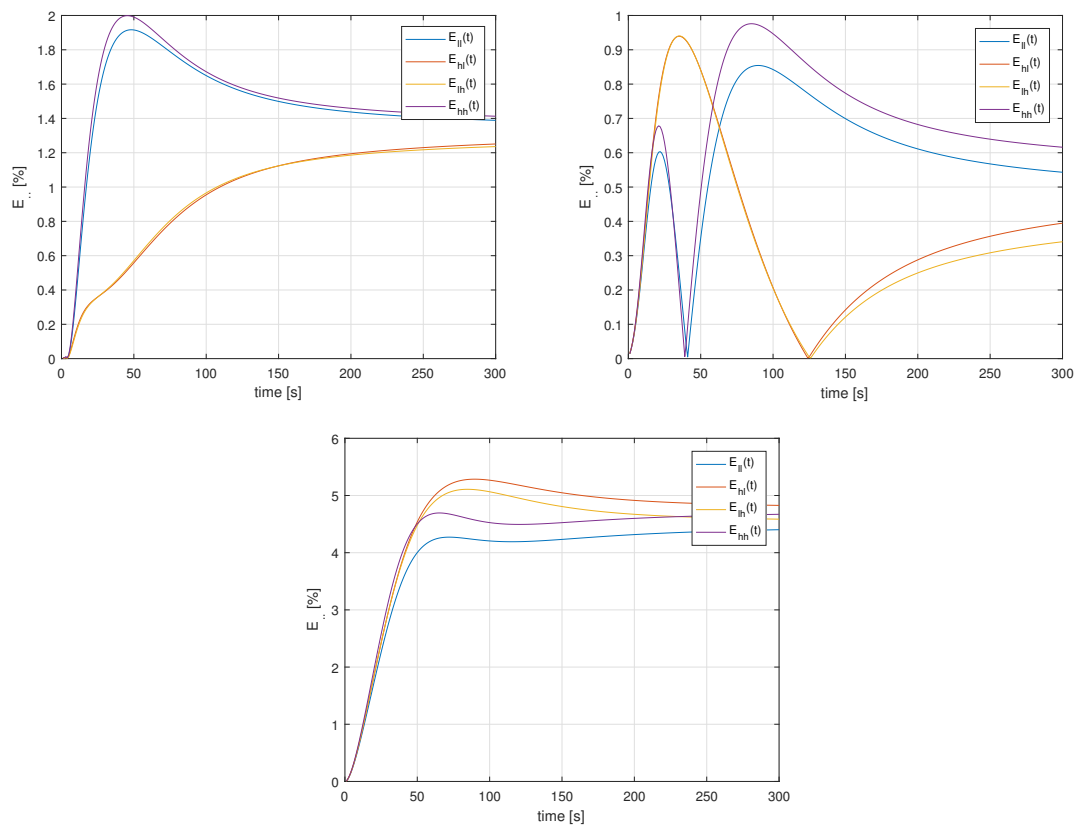 2
1.8
1.6
1.4
1.2
1
0.8
0.6
0.4
0.2
0
E.. [%]
0 50 100 150 200 250 300
time [s]
E_ll(t)
E_hl(t)
E_lh(t)
E_hh(t)
1
0.9
0.8
0.7
0.6
0.5
0.4
0.3
0.2
0.1
0
E.. [%]
0 50 100 150 200 250 300
time [s]
E_ll(t)
E_hl(t)
E_lh(t)
E_hh(t)
6
5
4
3
2
1
0
E.. [%]
0 50 100 150 200 250 300
time [s]
E_ll(t)
E_hl(t)
E_lh(t)
E_hh(t)